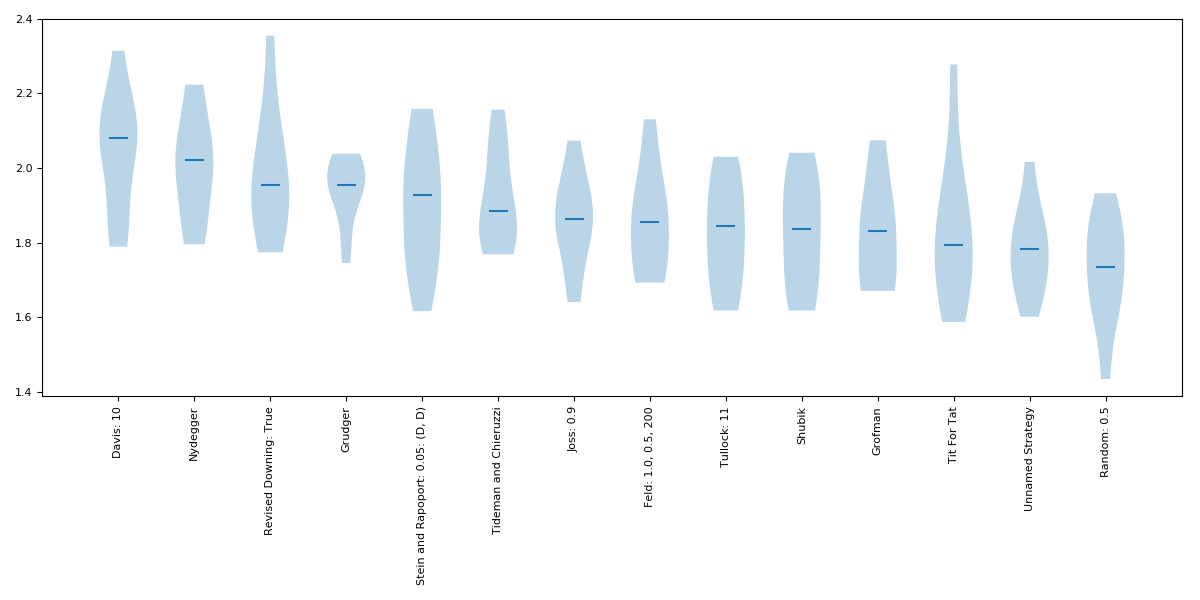 2.4
2.2
2.0
1.8
1.6
1.4
Davis: 10
Nydegger
Revised Downing: True
Grudger
Stein and Rapoport: 0.05: (D, D)
Tideman and Chieruzzi
Joss: 0.9
Feld: 1.0, 0.5, 200
Tullock: 11
Shubik
Grofman
Tit For Tat
Unnamed Strategy
Random: 0.5